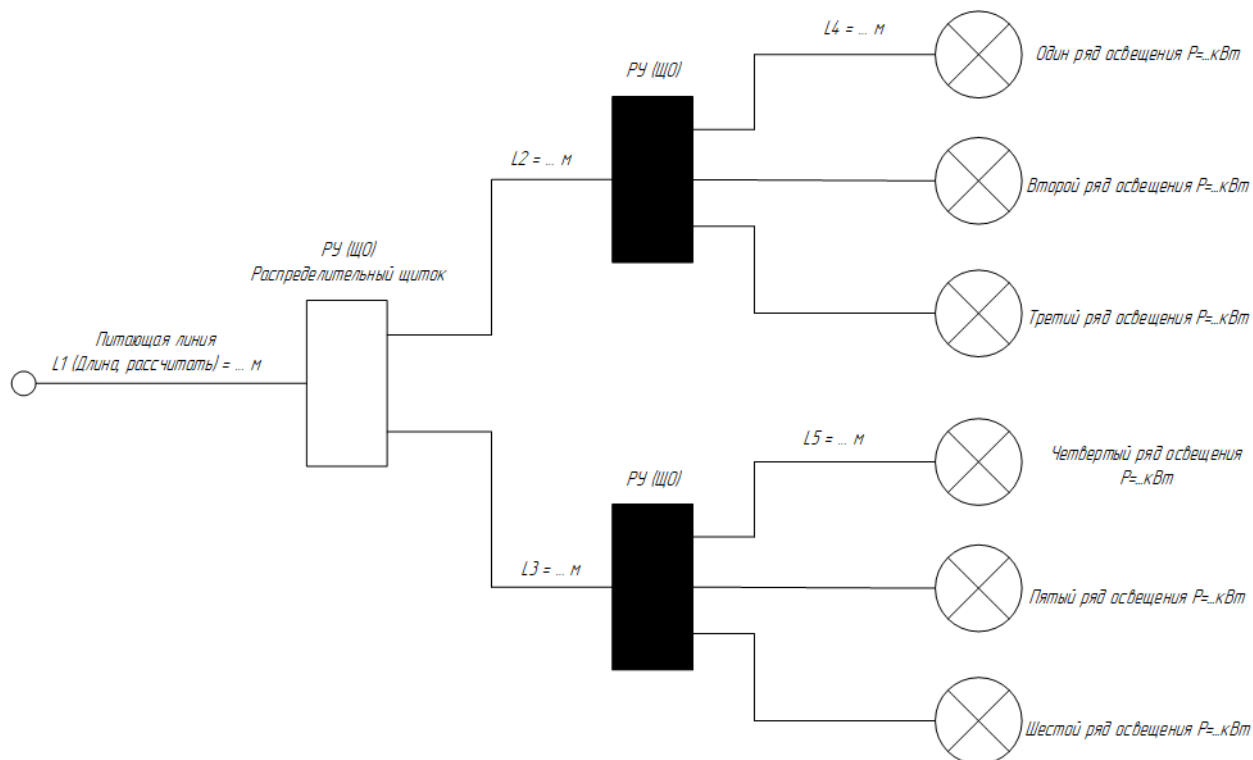 L4 = ... м
Один ряд освещения P=...кВт
РУ (ЩО)
L2 = ... м
Второй ряд освещения P=...кВт
РУ (ЩО)
Распределительный щиток
Третий ряд освещения P=...кВт
Питающая линия
L1 (Длина, рассчитать) = ... м
L5 = ... м
Четвертый ряд освещения
P=...кВт
РУ (ЩО)
L3 = ... м
Пятый ряд освещения P=...кВт
Шестой ряд освещения P=...кВт